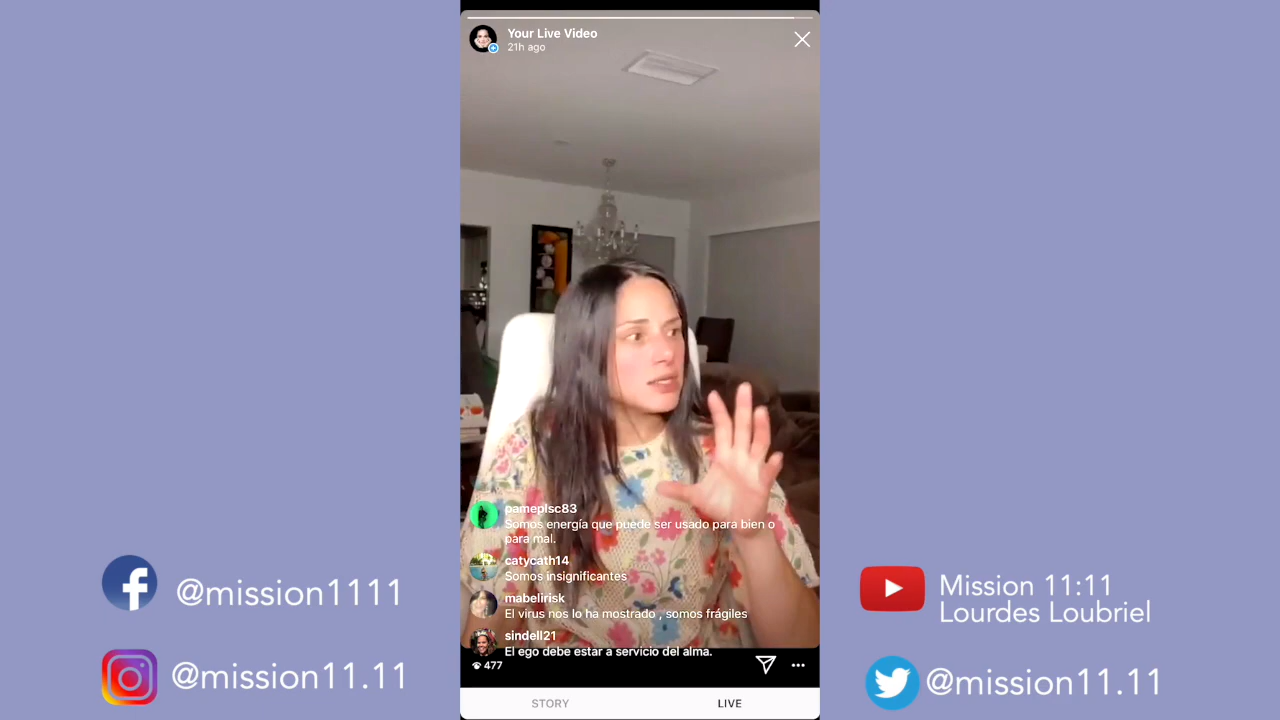 Your Live Video
21h ago
pameplsc83
Somos energía que puede ser usado para bien o
para mal.
catycath14
Somos insignificantes
mabelirisk
El virus nos lo ha mostrado , somos frágiles
sindell21
El ego debe estar a servicio del alma.
477
STORY
LIVE
@mission1111
@mission11.11
Mission 11:11
Lourdes Loubriel
@mission11.11